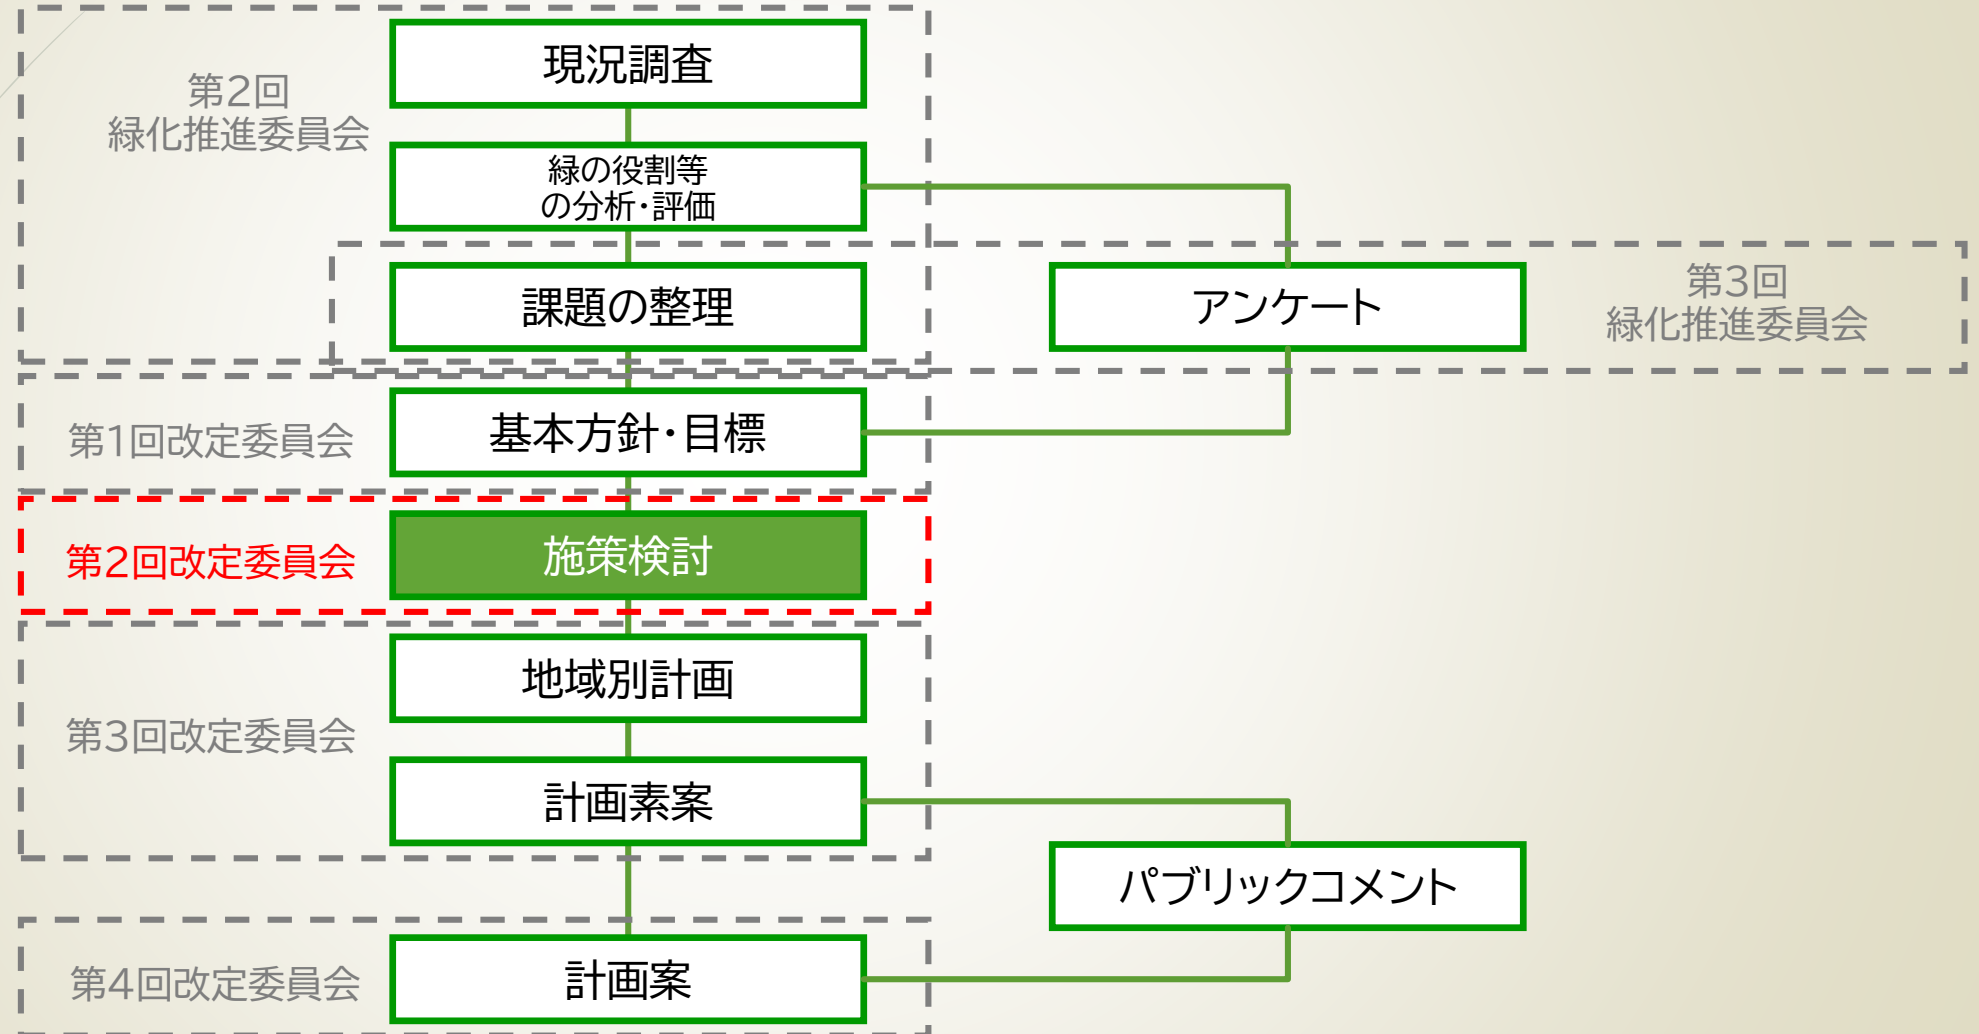 現況調査
第2回
緑化推進委員会
緑の役割等
の分析・評価
課題の整理
アンケート
第3回
緑化推進委員会
第1回改定委員会
基本方針・目標
第2回改定委員会
施策検討
地域別計画
第3回改定委員会
計画素案
パブリックコメント
第4回改定委員会
計画案